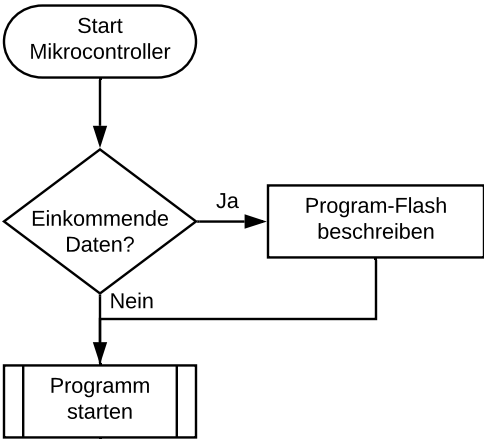 Start
Mikrocontroller
Einkommende
Daten?
Ja
Program-Flash
beschreiben
Nein
Programm
starten